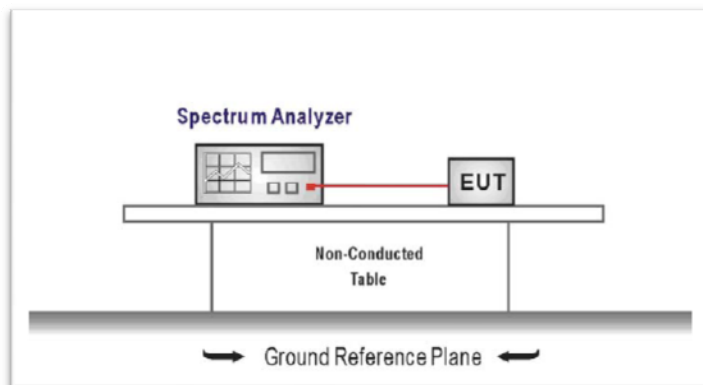 Spectrum Analyzer
EUT
Non-Conducted
Table
Ground Reference Plane